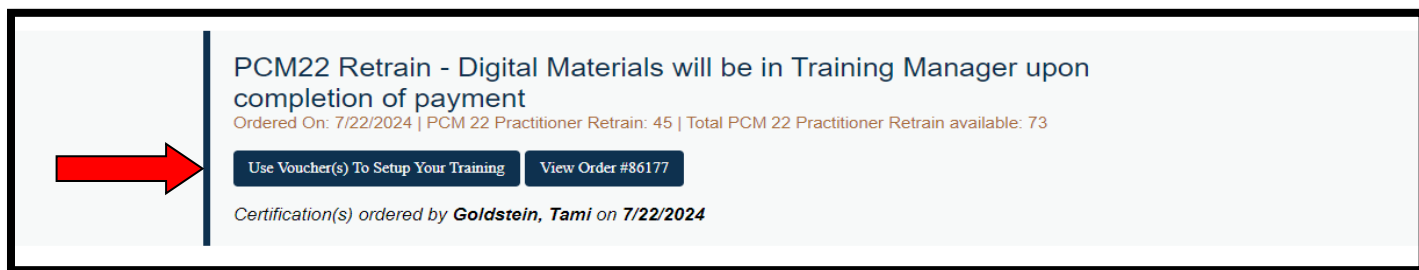 PCM22 Retrain - Digital Materials will be in Training Manager upon
completion of payment
Ordered On: 7/22/2024 | PCM 22 Practitioner Retrain: 45 | Total PCM 22 Practitioner Retrain available: 73
Use Voucher(s) To Setup Your Training View Order #86177
Certification(s) ordered by Goldstein, Tami on 7/22/2024